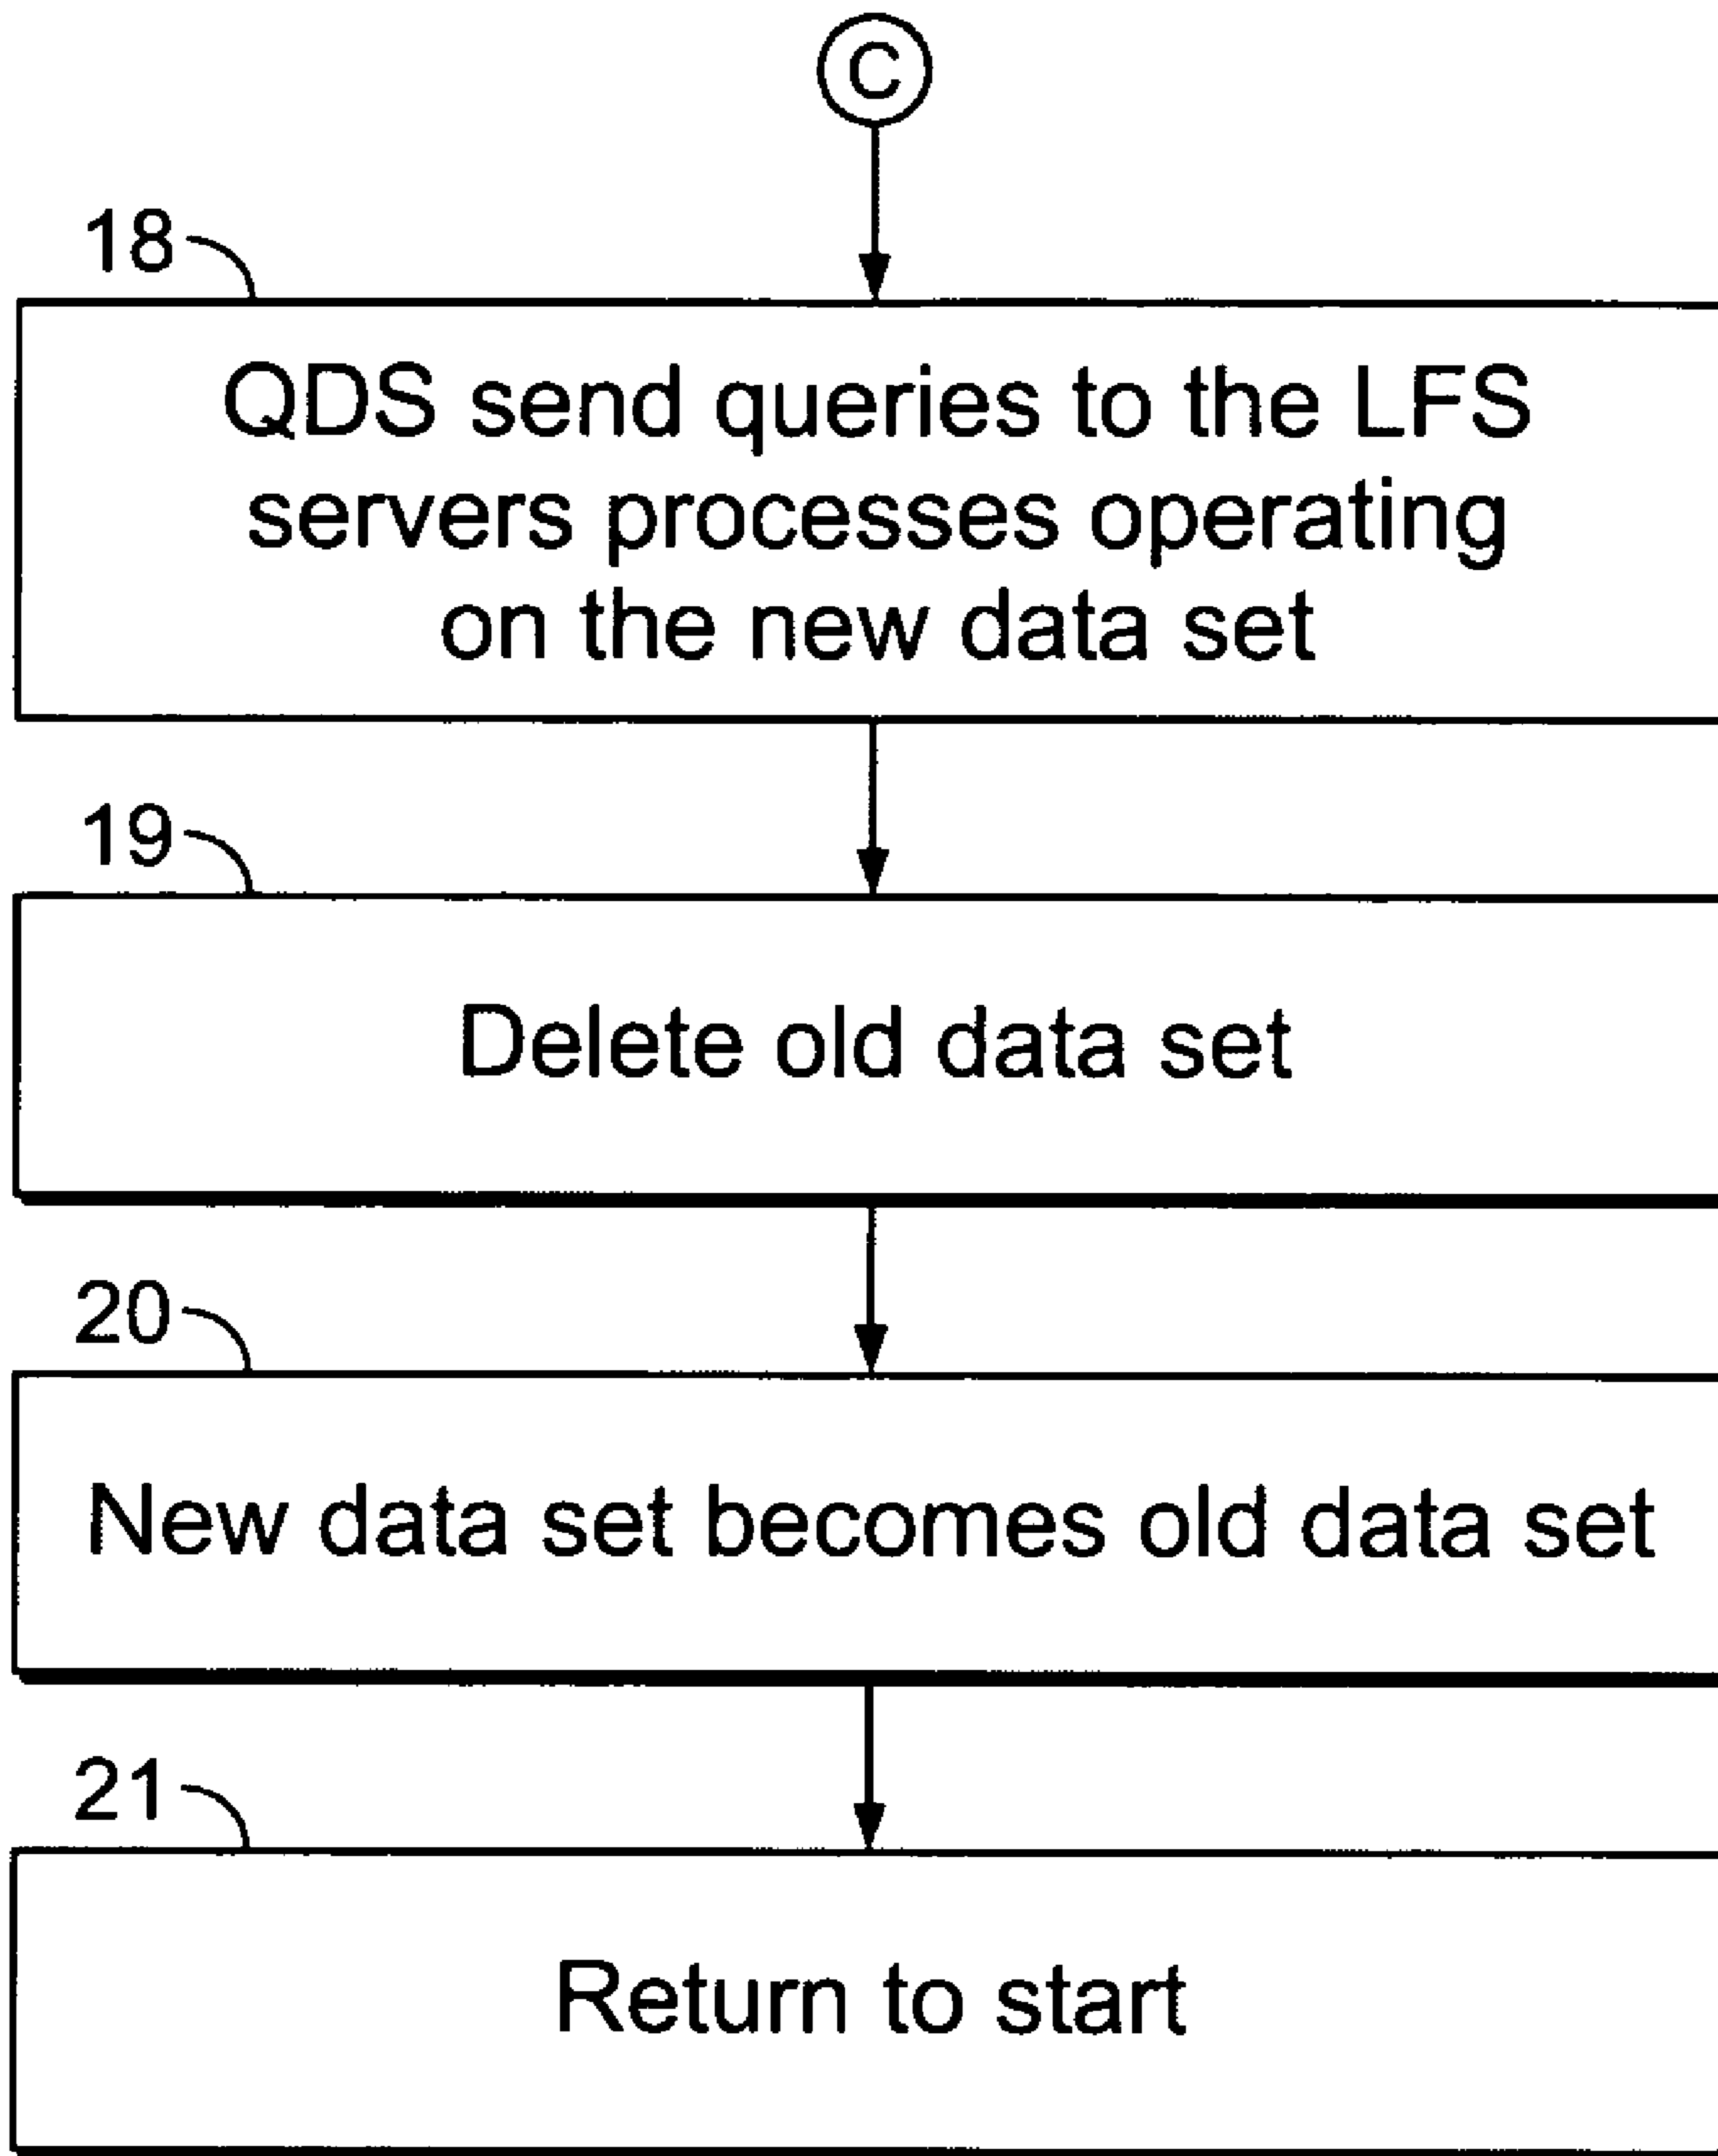 C
18
QDS send queries to the LFS
servers processes operating
on the new data set
19
Delete old data set
20
New data set becomes old data set
21
Return to start